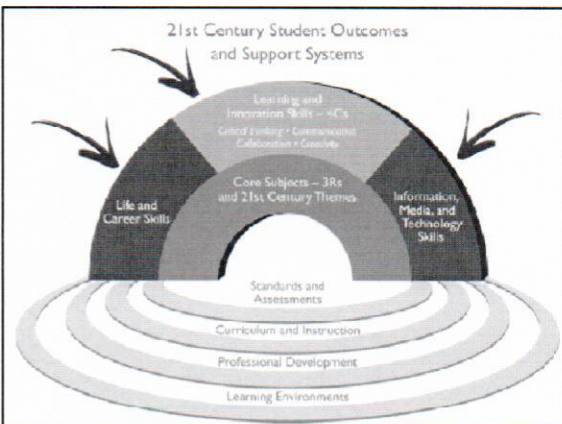 21st Century Student Outcomes
and Support Systems
Learning and
Innovation Skills – 4Cs
Critical thinking • Communication
Collaboration • Creativity
Core Subjects – 3Rs
and 21st Century Themes
Life and
Career Skills
Information,
Media, and
Technology
Skills
Standards and
Assessments
Curriculum and Instruction
Professional Development
Learning Environments